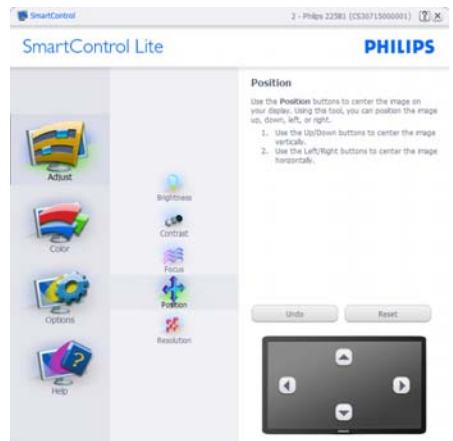 SmartControl
2 - Philips 225B1 (CS30715000001)
SmartControl Lite
PHILIPS
Adjust
Color
Options
Help
Brightness
Contrast
Focus
Position
Resolution
Position
Use the Position buttons to center the image on
your display. Using this tool, you can position the image
up, down, left, or right.
1. Use the Up/Down buttons to center the image
vertically.
2. Use the Left/Right buttons to center the image
horizontally.
Undo
Reset